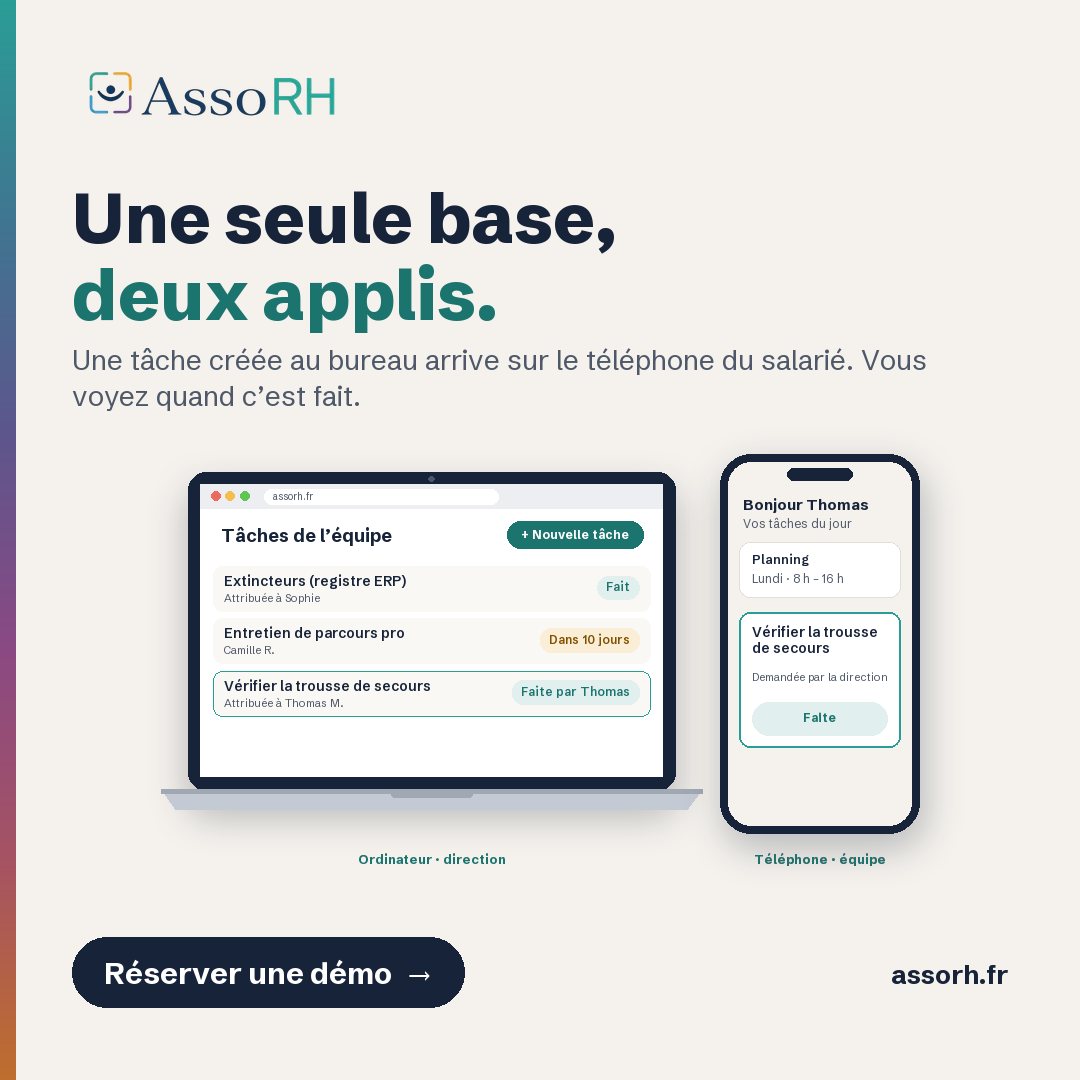 AssoRH
Une seule base,
deux applis.
Une tâche créée au bureau arrive sur le téléphone du salarié. Vous
voyez quand c’est fait.
assorh.fr
Tâches de l’équipe
+ Nouvelle tâche
Extincteurs (registre ERP)
Attribuée à Sophie
Fait
Entretien de parcours pro
Camille R.
Dans 10 jours
Vérifier la trousse de secours
Attribuée à Thomas M.
Faite par Thomas
Bonjour Thomas
Vos tâches du jour
Planning
Lundi · 8 h – 16 h
Vérifier la trousse
de secours
Demandée par la direction
Faite
Ordinateur · direction
Téléphone · équipe
Réserver une démo →
assorh.fr